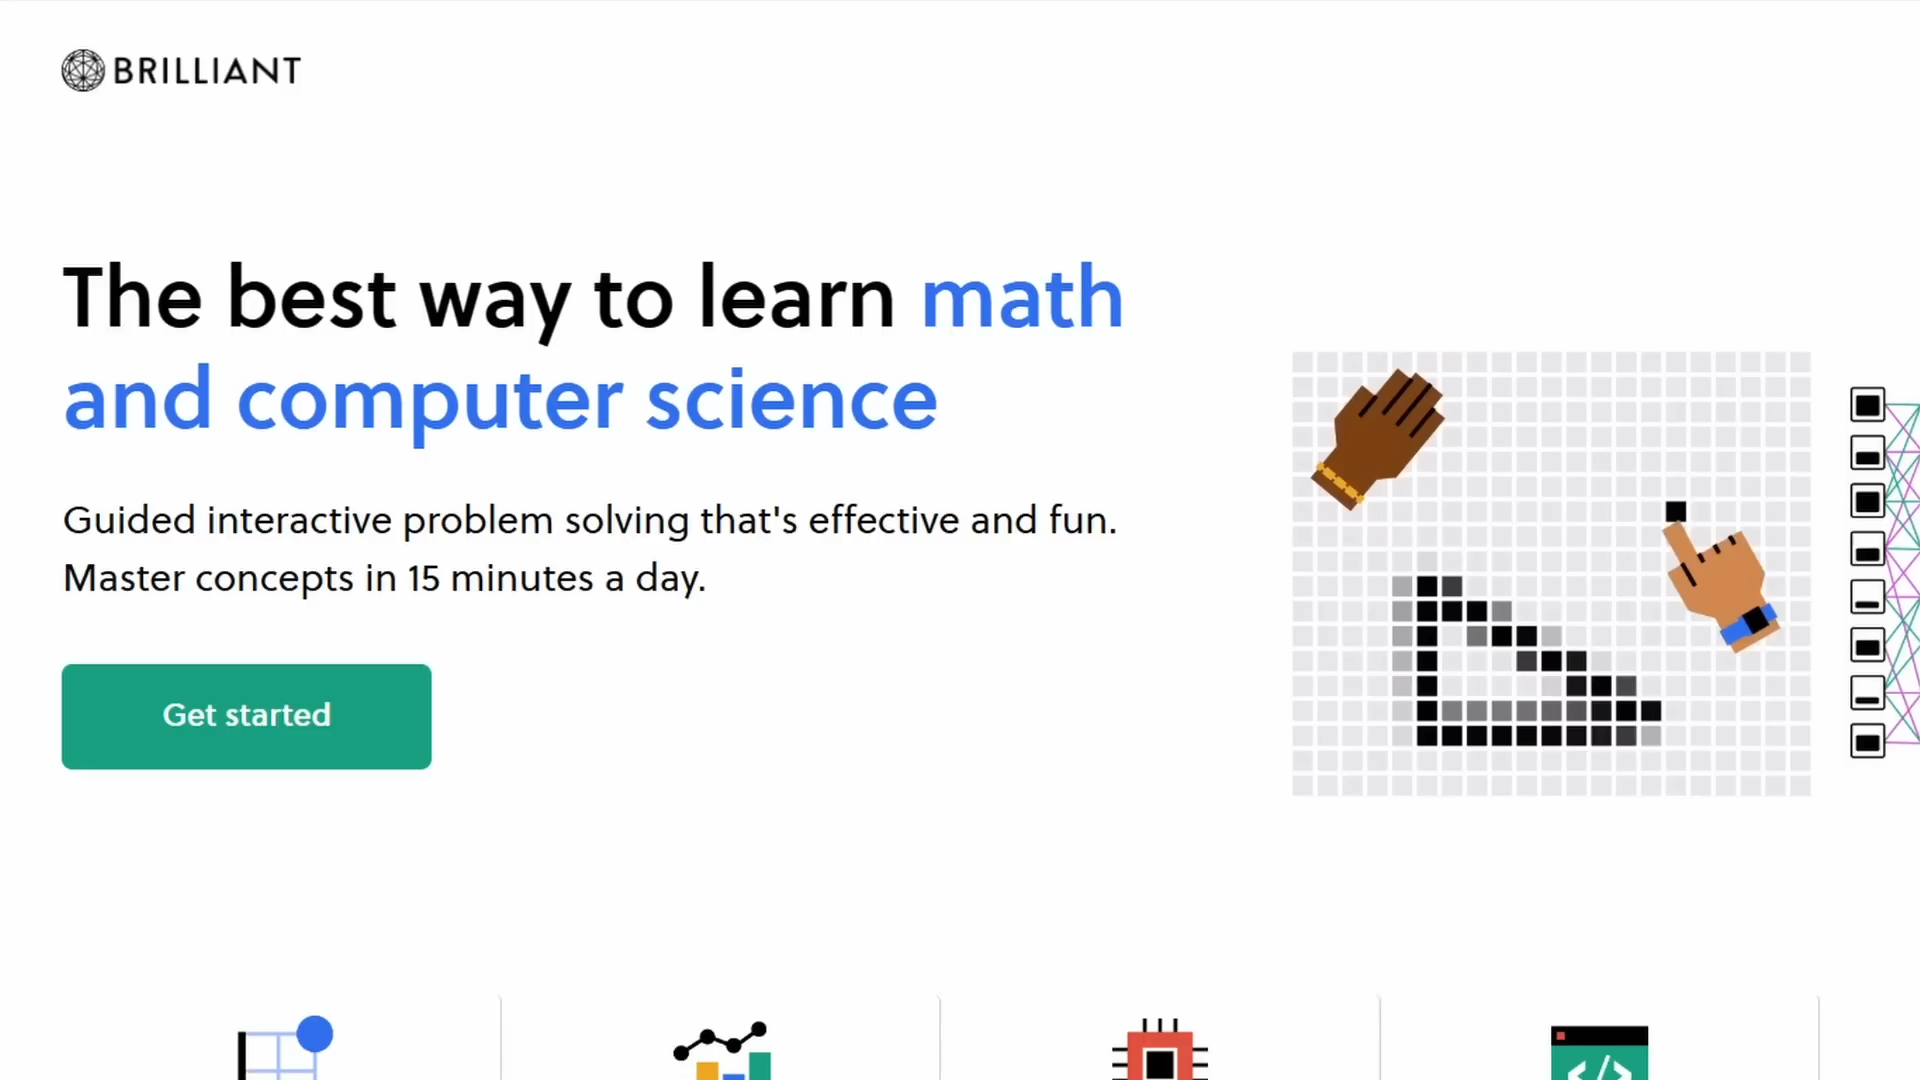 BRILLIANT
The best way to learn math
and computer science
Guided interactive problem solving that's effective and fun.
Master concepts in 15 minutes a day.
Get started